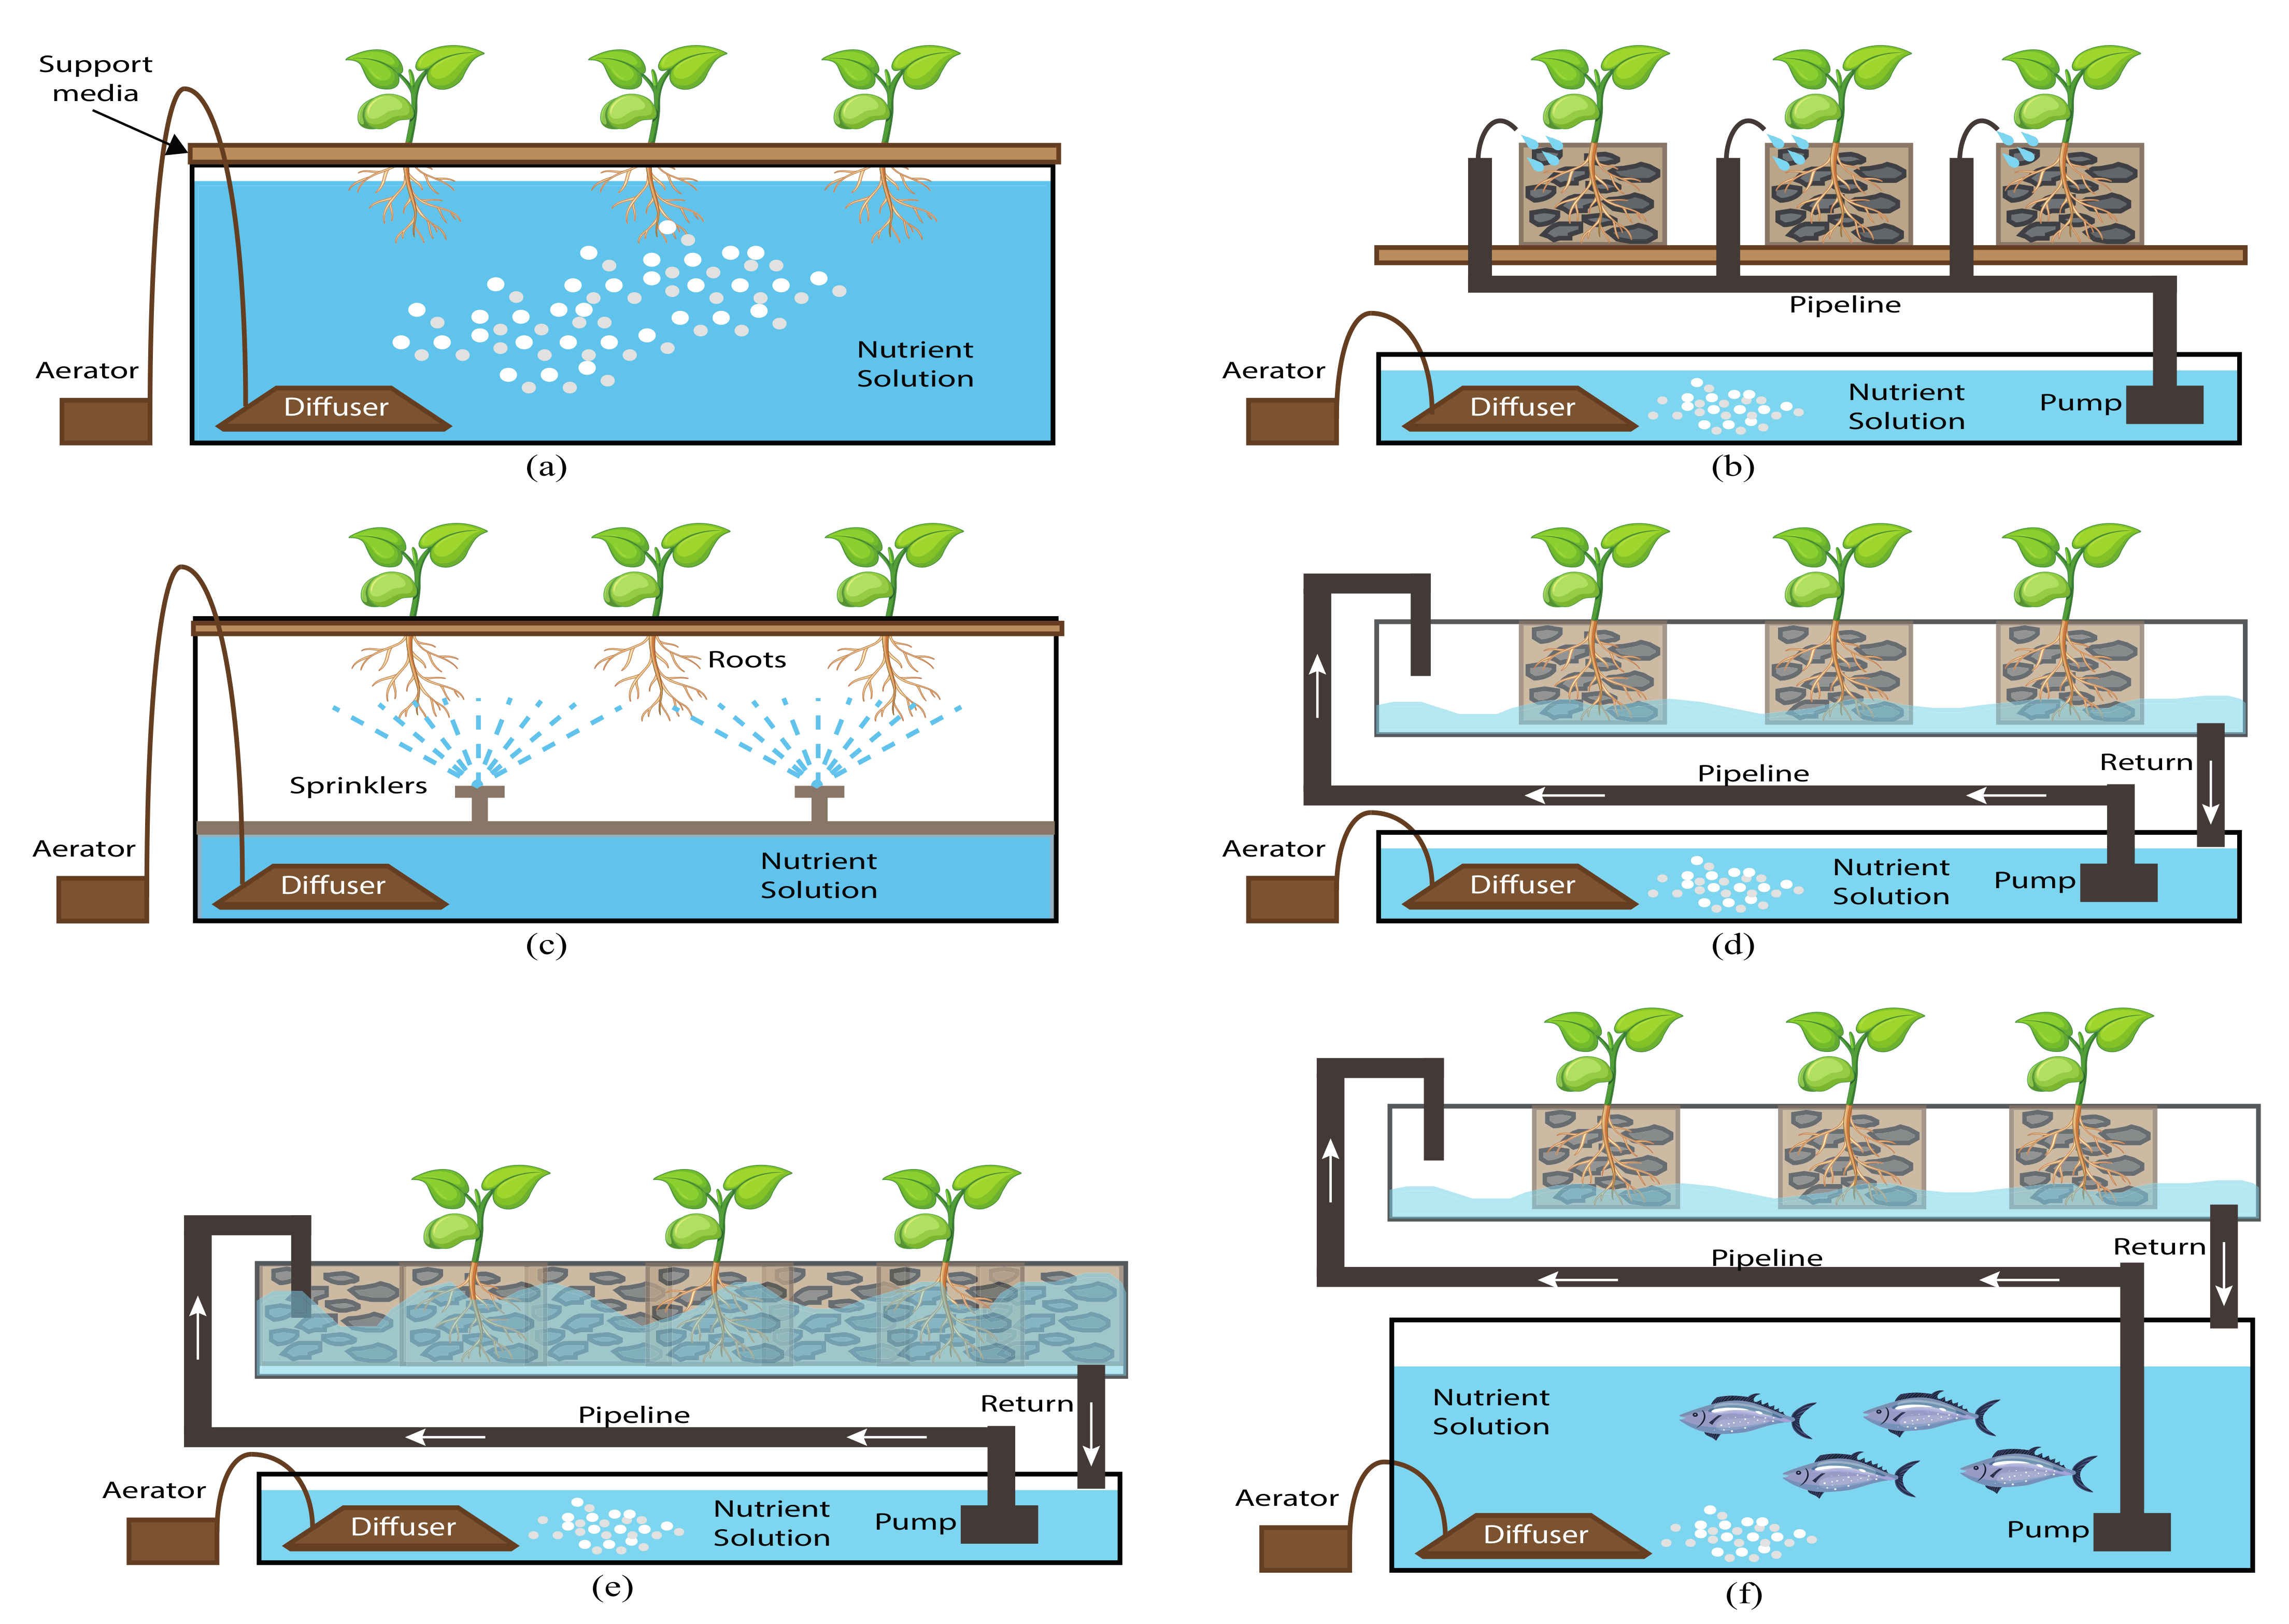 Support
media
Aerator
Diffuser
Nutrient
Solution
(a)
Pipeline
Aerator
Diffuser
Nutrient
Solution
Pump
(b)
Roots
Sprinklers
Aerator
Diffuser
Nutrient
Solution
(c)
Return
Pipeline
Aerator
Diffuser
Nutrient
Solution
Pump
(d)
Return
Pipeline
Aerator
Diffuser
Nutrient
Solution
Pump
(e)
Return
Pipeline
Nutrient
Solution
Aerator
Diffuser
Pump
(f)